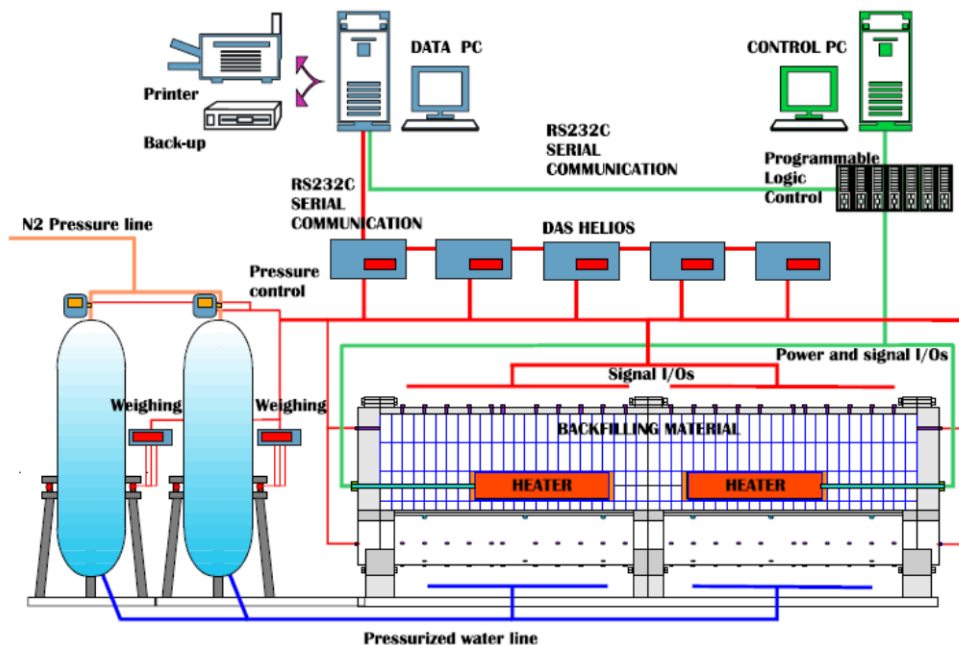 DATA PC
CONTROL PC
Printer
Back-up
RS232C
SERIAL
COMMUNICATION
Programmable
Logic
Control
RS232C
SERIAL
COMMUNICATION
N2 Pressure line
DAS HELIOS
Pressure
control
Power and signal I/Os
Signal I/Os
Weighing
Weighing
BACKFILLING MATERIAL
HEATER
HEATER
Pressurized water line